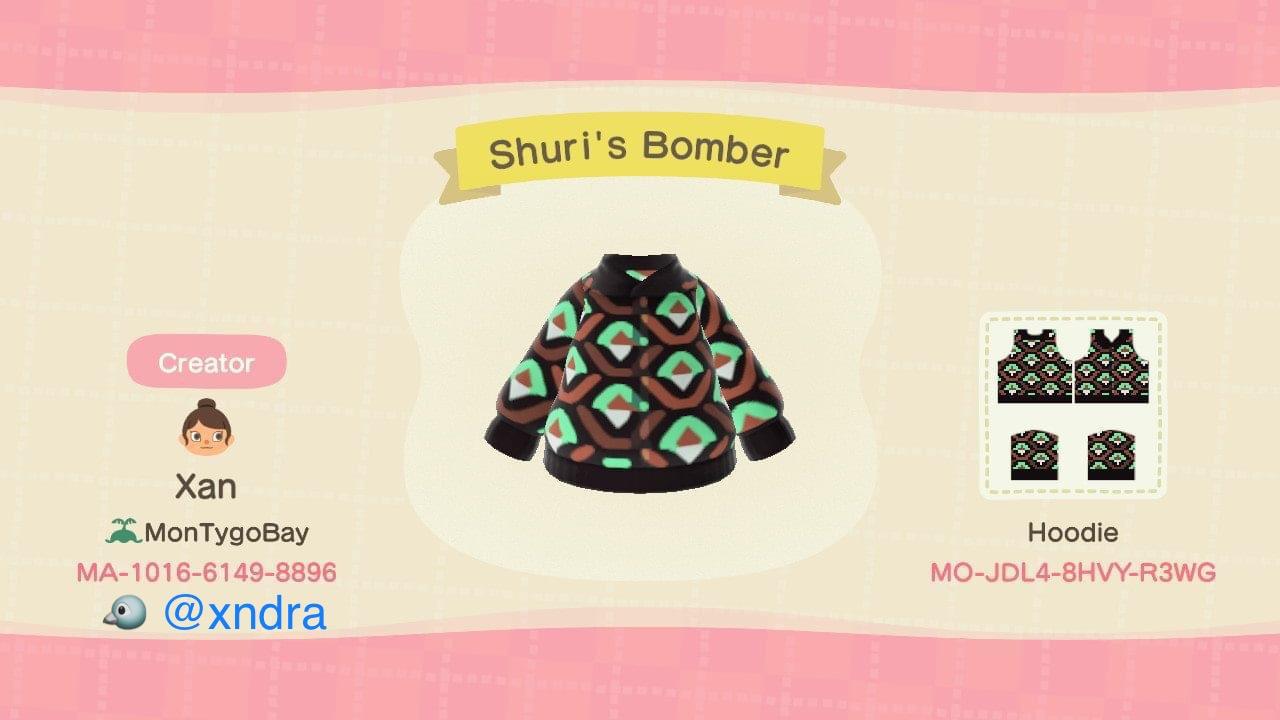 Shuri's Bomber
Creator
Xan
MonTygoBay
MA-1016-6149-8896
@xndra
Hoodie
MO-JDL4-8HVY-R3WG